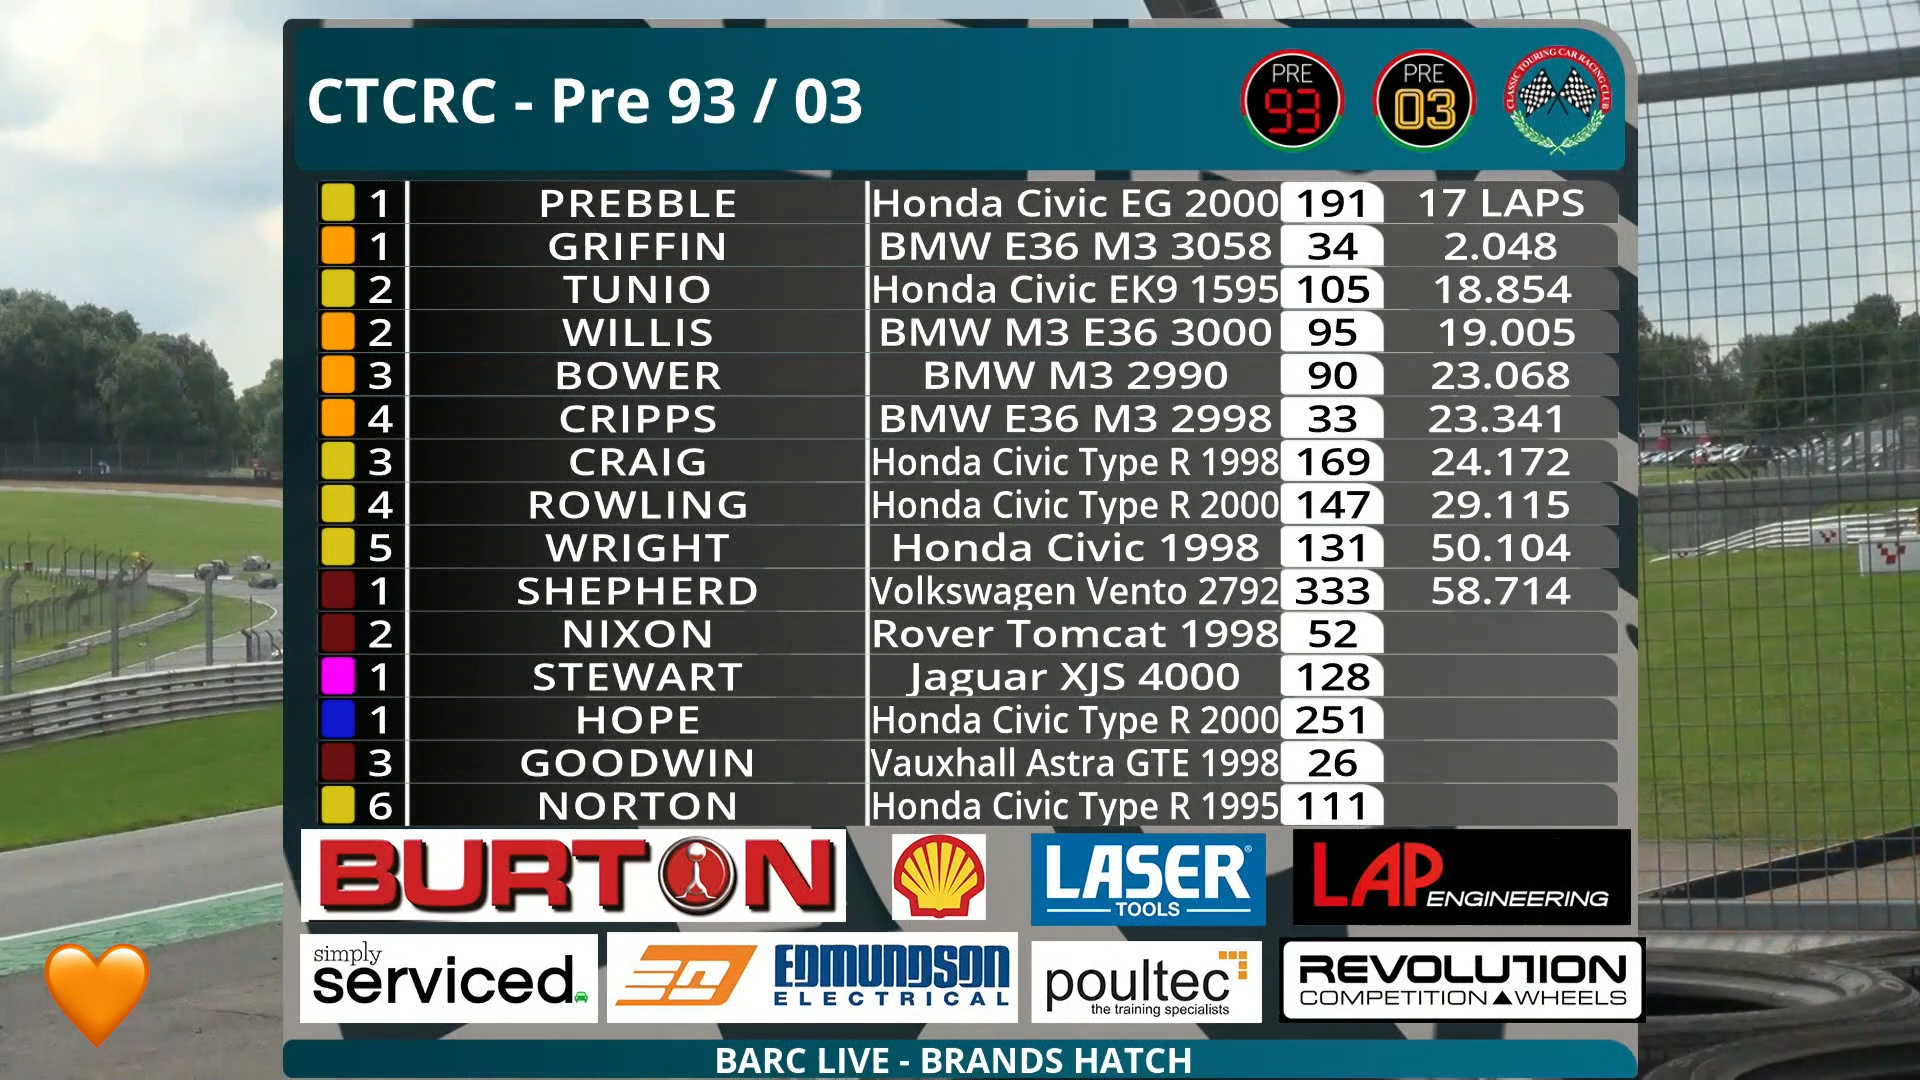 CTCRC - Pre 93 / 03
PRE 93
PRE 03
CLASSIC TOURING CAR RACING CLUB
1 PREBBLE Honda Civic EG 2000 191 17 LAPS
1 GRIFFIN BMW E36 M3 3058 34 2.048
2 TUNIO Honda Civic EK9 1595 105 18.854
2 WILLIS BMW M3 E36 3000 95 19.005
3 BOWER BMW M3 2990 90 23.068
4 CRIPPS BMW E36 M3 2998 33 23.341
3 CRAIG Honda Civic Type R 1998 169 24.172
4 ROWLING Honda Civic Type R 2000 147 29.115
5 WRIGHT Honda Civic 1998 131 50.104
1 SHEPHERD Volkswagen Vento 2792 333 58.714
2 NIXON Rover Tomcat 1998 52
1 STEWART Jaguar XJS 4000 128
1 HOPE Honda Civic Type R 2000 251
3 GOODWIN Vauxhall Astra GTE 1998 26
6 NORTON Honda Civic Type R 1995 111
BURTON
LASER®
TOOLS
LAP ENGINEERING
simply
serviced.
EDMUNDSON
ELECTRICAL
poultec
the training specialists
REVOLUTION
COMPETITION WHEELS
BARC LIVE - BRANDS HATCH